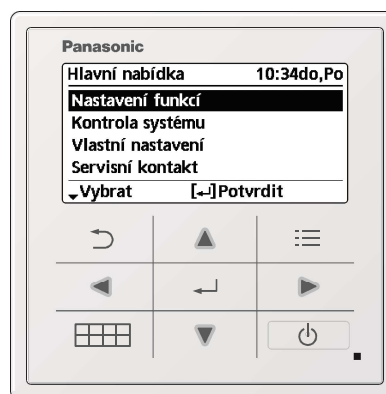 Panasonic
Hlavní nabídka 10:34do,Po
Nastavení funkcí
Kontrola systému
Vlastní nastavení
Servisní kontakt
Vybrat [↵]Potvrdit